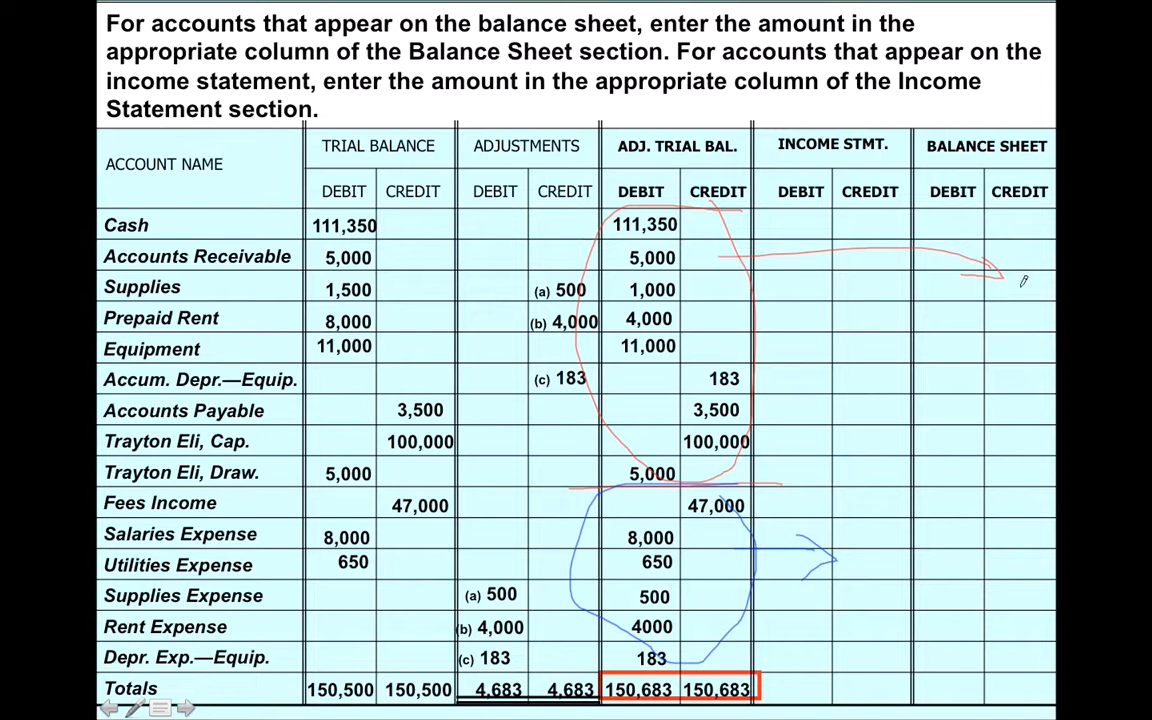 For accounts that appear on the balance sheet, enter the amount in the
appropriate column of the Balance Sheet section. For accounts that appear on the
income statement, enter the amount in the appropriate column of the Income
Statement section.
ACCOUNT NAME TRIAL BALANCE ADJUSTMENTS ADJ. TRIAL BAL. INCOME STMT. BALANCE SHEET
DEBIT CREDIT DEBIT CREDIT DEBIT CREDIT DEBIT CREDIT DEBIT CREDIT
Cash 111,350 111,350
Accounts Receivable 5,000 5,000
Supplies 1,500 (a) 500 1,000
Prepaid Rent 8,000 (b) 4,000 4,000
Equipment 11,000 11,000
Accum. Depr.—Equip. (c) 183 183
Accounts Payable 3,500 3,500
Trayton Eli, Cap. 100,000 100,000
Trayton Eli, Draw. 5,000 5,000
Fees Income 47,000 47,000
Salaries Expense 8,000 8,000
Utilities Expense 650 650
Supplies Expense (a) 500 500
Rent Expense (b) 4,000 4000
Depr. Exp.—Equip. (c) 183 183
Totals 150,500 150,500 4,683 4,683 150,683 150,683